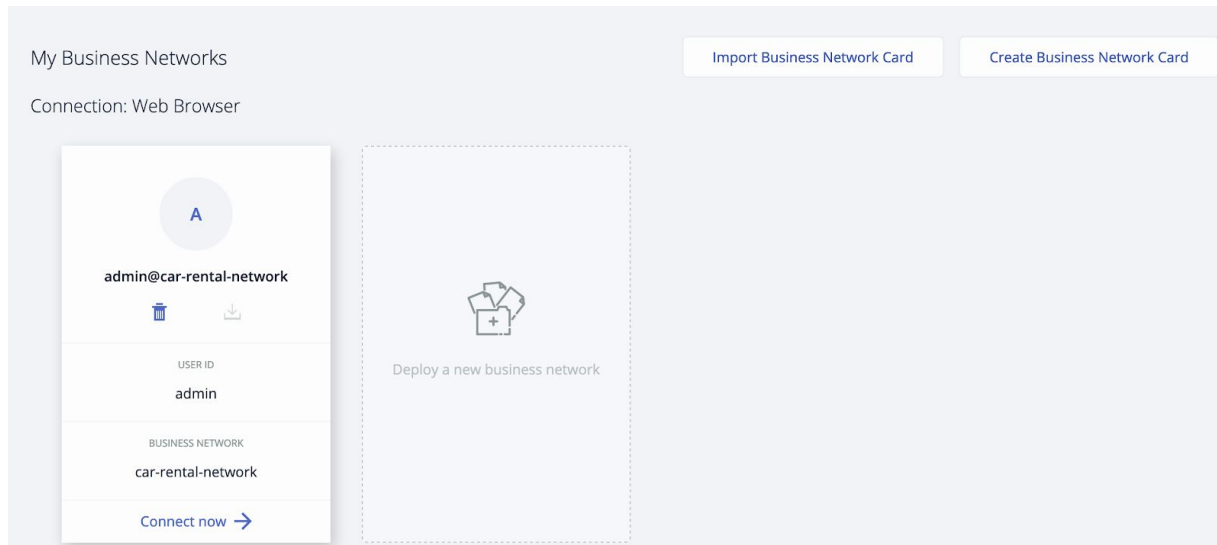 My Business Networks
Import Business Network Card
Create Business Network Card
Connection: Web Browser
A
admin@car-rental-network
USER ID
admin
BUSINESS NETWORK
car-rental-network
Connect now
Deploy a new business network